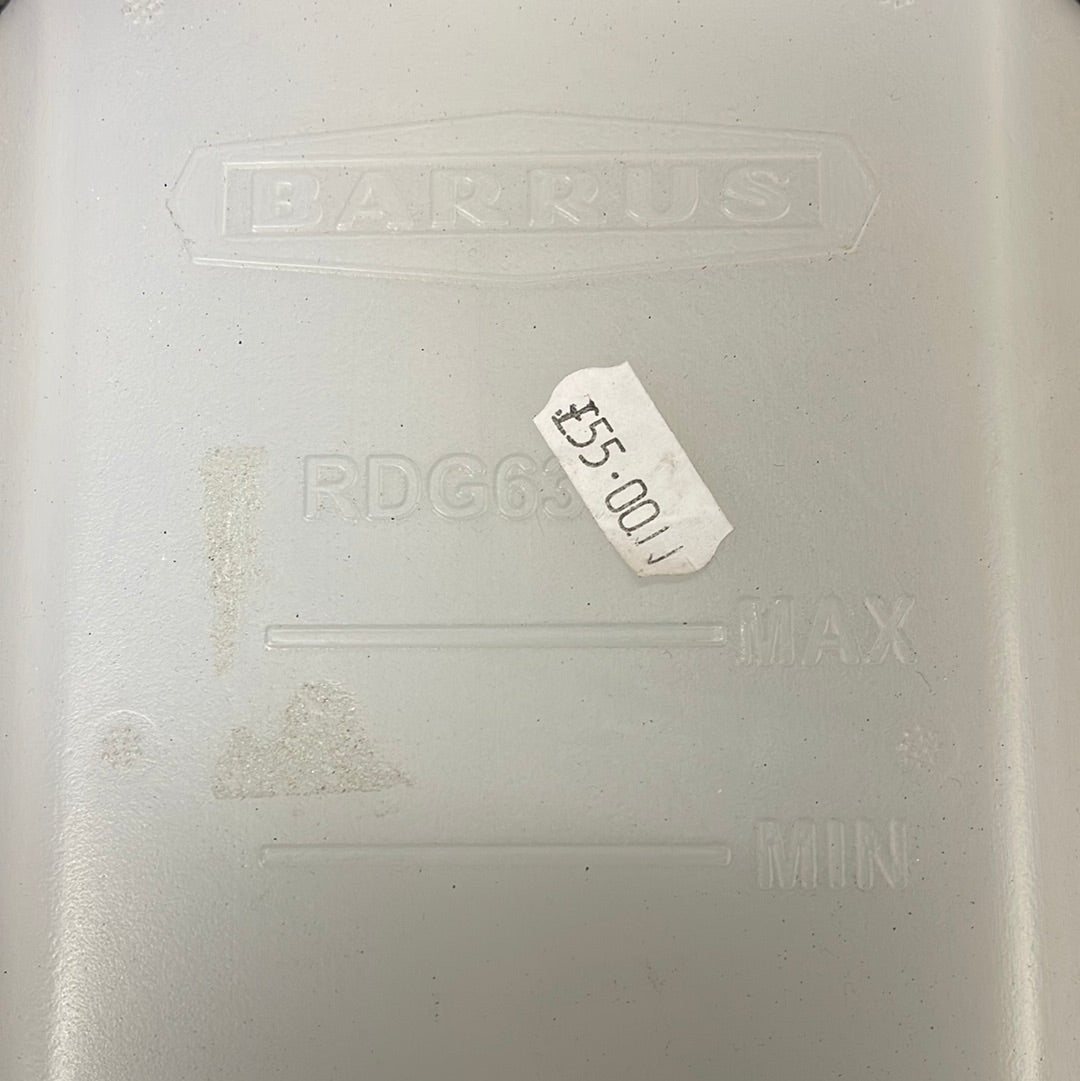 BARRUS
RDG63
£55.00
MAX
MIN